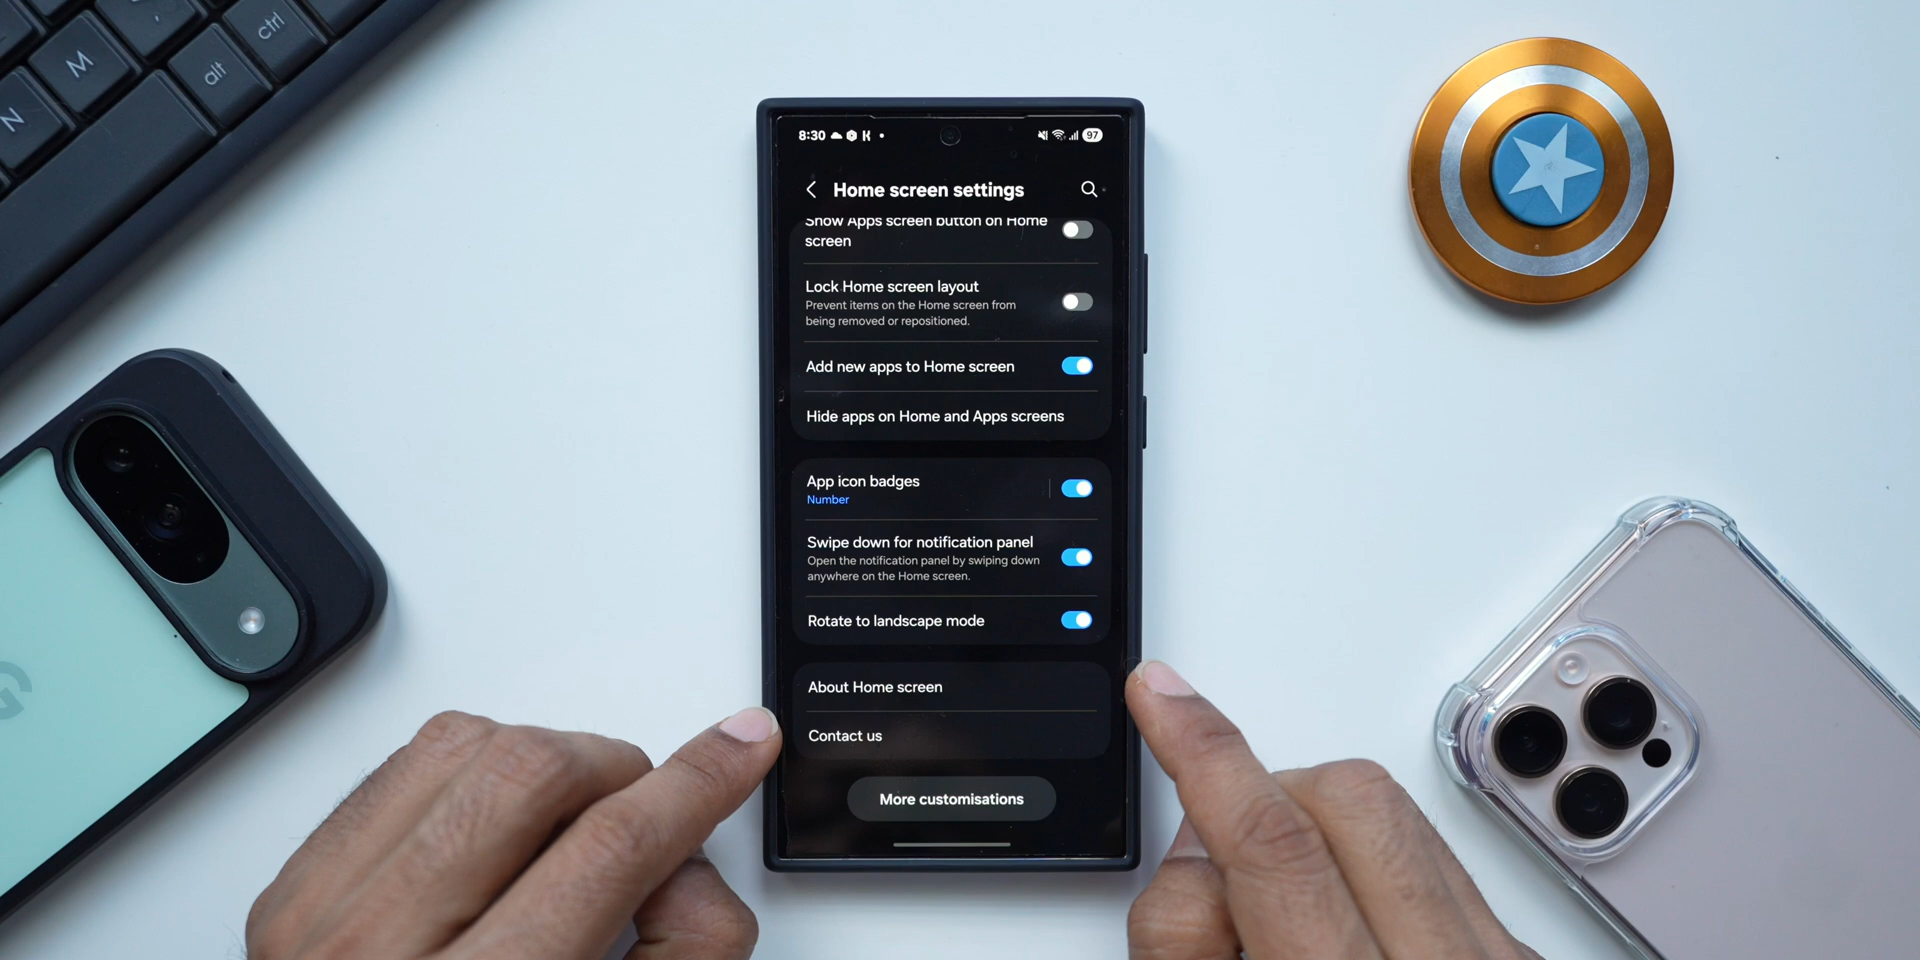 M
N
alt
ctrl
G
8:30
97
Home screen settings
Show Apps screen button on Home
screen
Lock Home screen layout
Prevent items on the Home screen from
being removed or repositioned.
Add new apps to Home screen
Hide apps on Home and Apps screens
App icon badges
Number
Swipe down for notification panel
Open the notification panel by swiping down
anywhere on the Home screen.
Rotate to landscape mode
About Home screen
Contact us
More customisations